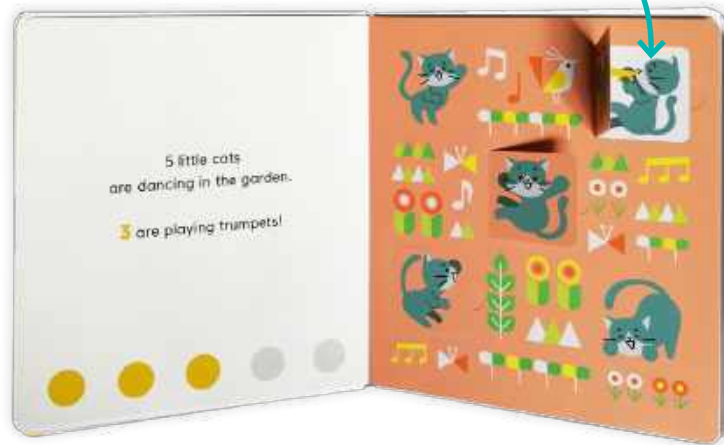 5 little cats
are dancing in the garden.
3 are playing trumpets!